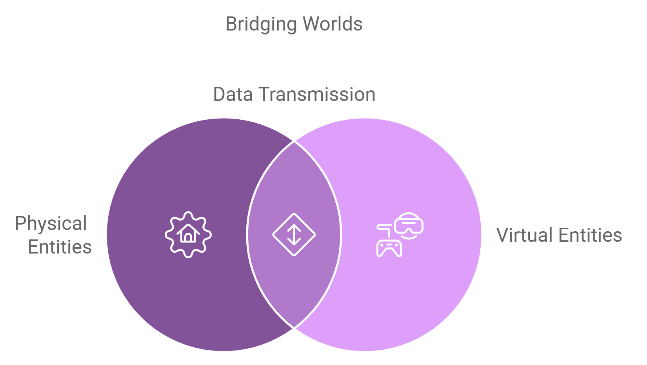 Bridging Worlds
Data Transmission
Physical
Entities
Virtual Entities